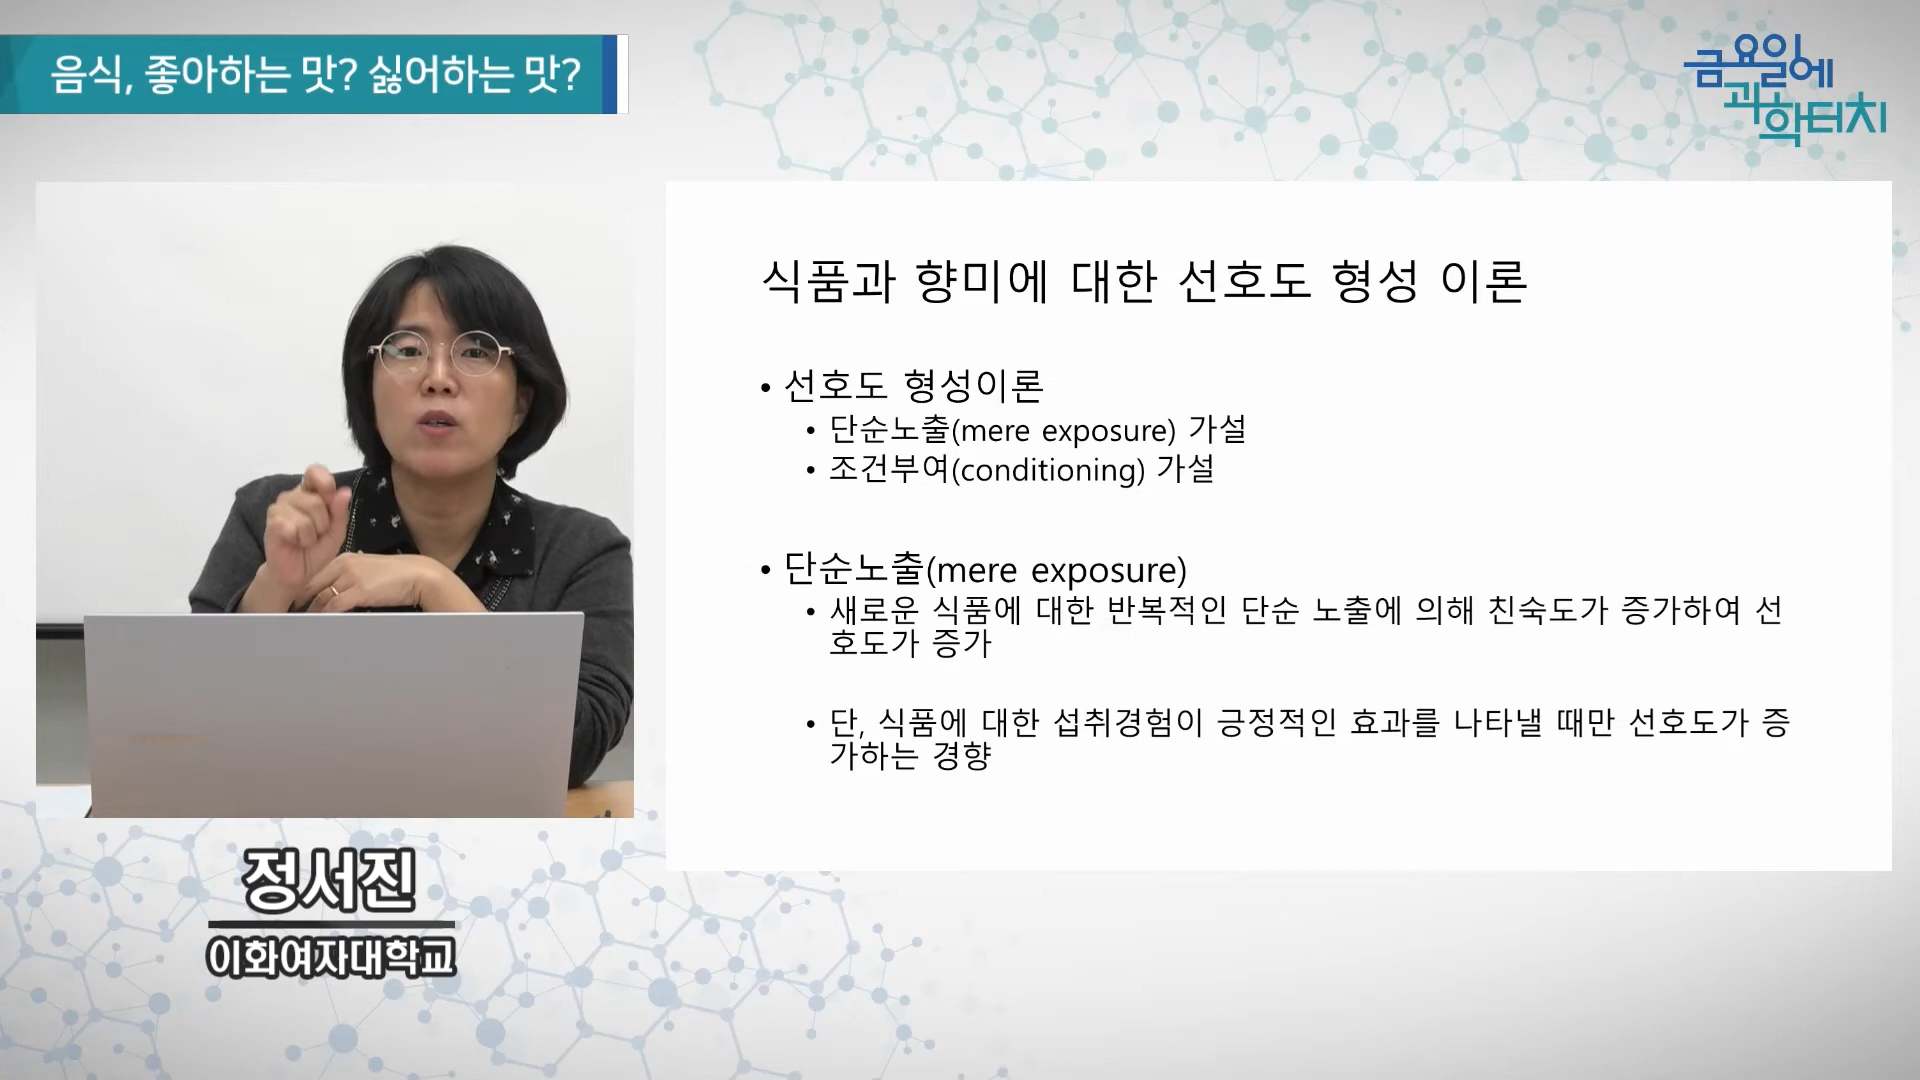 음식, 좋아하는 맛? 싫어하는 맛?
금요일에
과학터치
식품과 향미에 대한 선호도 형성 이론
• 선호도 형성이론
• 단순노출(mere exposure) 가설
• 조건부여(conditioning) 가설
• 단순노출(mere exposure)
• 새로운 식품에 대한 반복적인 단순 노출에 의해 친숙도가 증가하여 선
호도가 증가
• 단, 식품에 대한 섭취경험이 긍정적인 효과를 나타낼 때만 선호도가 증
가하는 경향
정서진
이화여자대학교